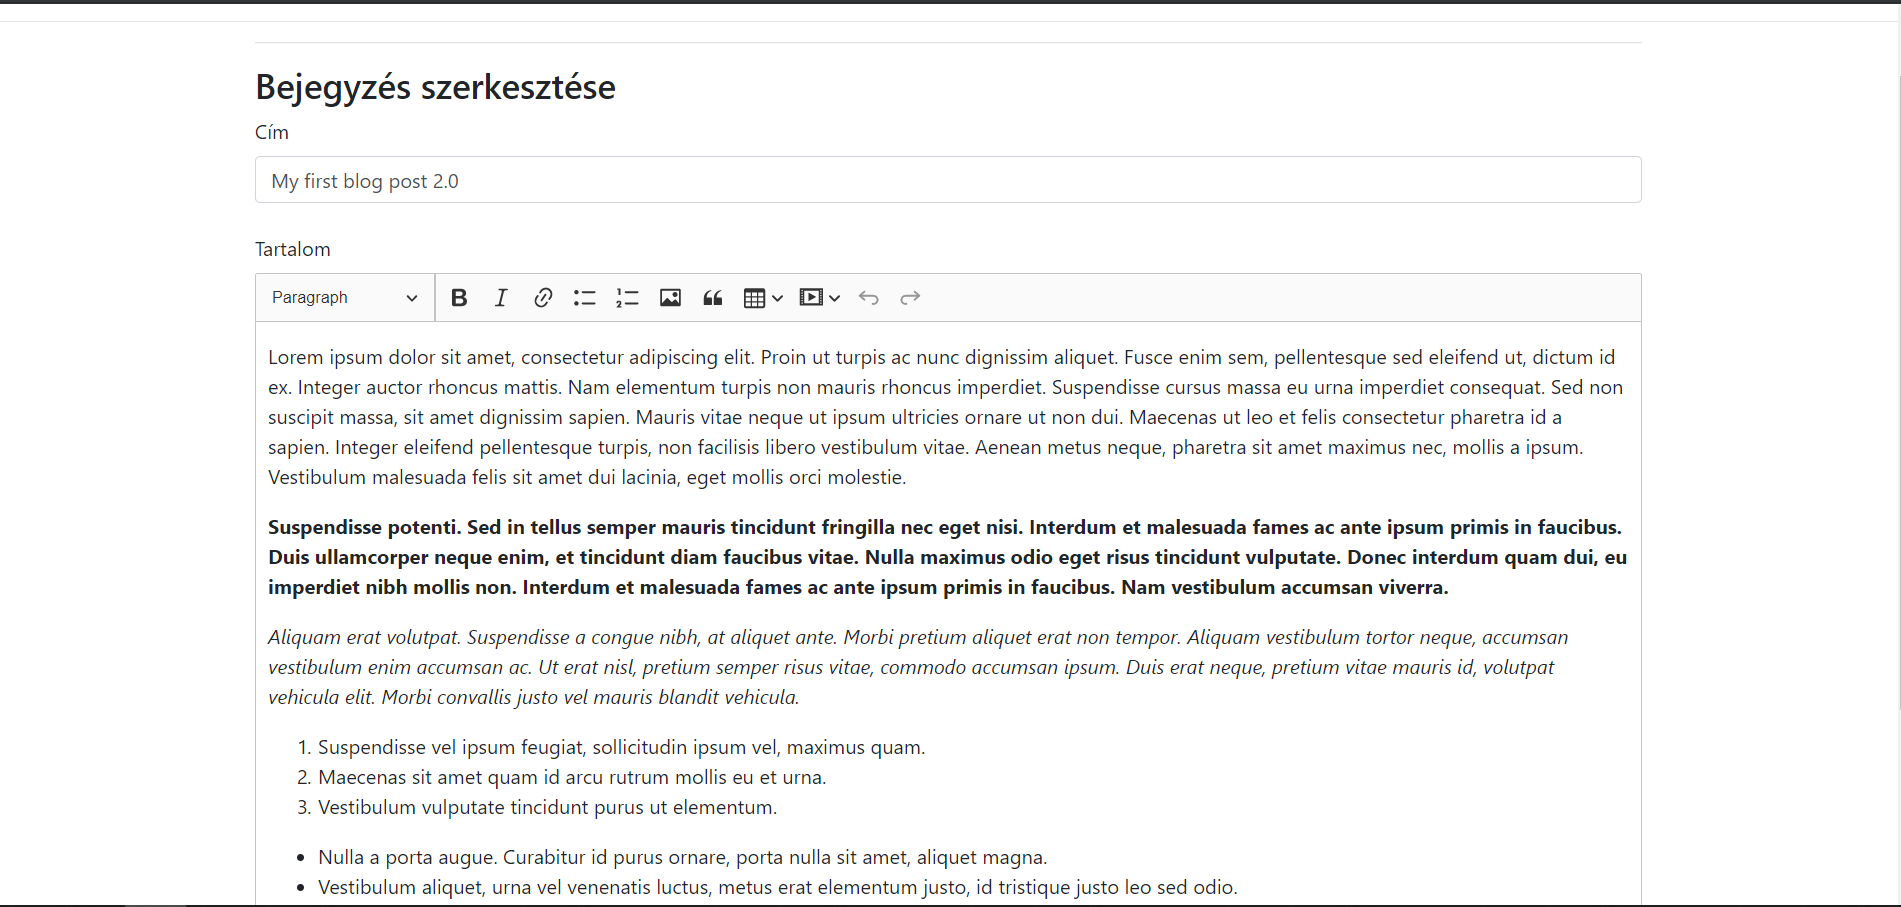 Bejegyzés szerkesztése
Cím
My first blog post 2.0
Tartalom
Paragraph
Lorem ipsum dolor sit amet, consectetur adipiscing elit. Proin ut turpis ac nunc dignissim aliquet. Fusce enim sem, pellentesque sed eleifend ut, dictum id
ex. Integer auctor rhoncus mattis. Nam elementum turpis non mauris rhoncus imperdiet. Suspendisse cursus massa eu urna imperdiet consequat. Sed non
suscipit massa, sit amet dignissim sapien. Mauris vitae neque ut ipsum ultricies ornare ut non dui. Maecenas ut leo et felis consectetur pharetra id a
sapien. Integer eleifend pellentesque turpis, non facilisis libero vestibulum vitae. Aenean metus neque, pharetra sit amet maximus nec, mollis a ipsum.
Vestibulum malesuada felis sit amet dui lacinia, eget mollis orci molestie.
Suspendisse potenti. Sed in tellus semper mauris tincidunt fringilla nec eget nisi. Interdum et malesuada fames ac ante ipsum primis in faucibus.
Duis ullamcorper neque enim, et tincidunt diam faucibus vitae. Nulla maximus odio eget risus tincidunt vulputate. Donec interdum quam dui, eu
imperdiet nibh mollis non. Interdum et malesuada fames ac ante ipsum primis in faucibus. Nam vestibulum accumsan viverra.
Aliquam erat volutpat. Suspendisse a congue nibh, at aliquet ante. Morbi pretium aliquet erat non tempor. Aliquam vestibulum tortor neque, accumsan
vestibulum enim accumsan ac. Ut erat nisl, pretium semper risus vitae, commodo accumsan ipsum. Duis erat neque, pretium vitae mauris id, volutpat
vehicula elit. Morbi convallis justo vel mauris blandit vehicula.
1. Suspendisse vel ipsum feugiat, sollicitudin ipsum vel, maximus quam.
2. Maecenas sit amet quam id arcu rutrum mollis eu et urna.
3. Vestibulum vulputate tincidunt purus ut elementum.
• Nulla a porta augue. Curabitur id purus ornare, porta nulla sit amet, aliquet magna.
• Vestibulum aliquet, urna vel venenatis luctus, metus erat elementum justo, id tristique justo leo sed odio.